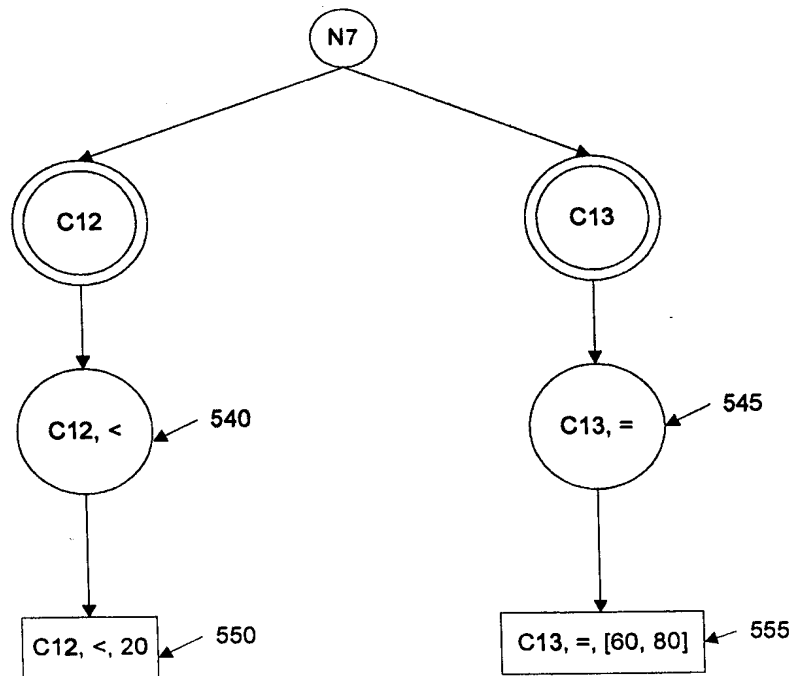 N7
C12
C13
C12, <
540
C13, =
545
C12, <, 20
550
C13, =, [60, 80]
555